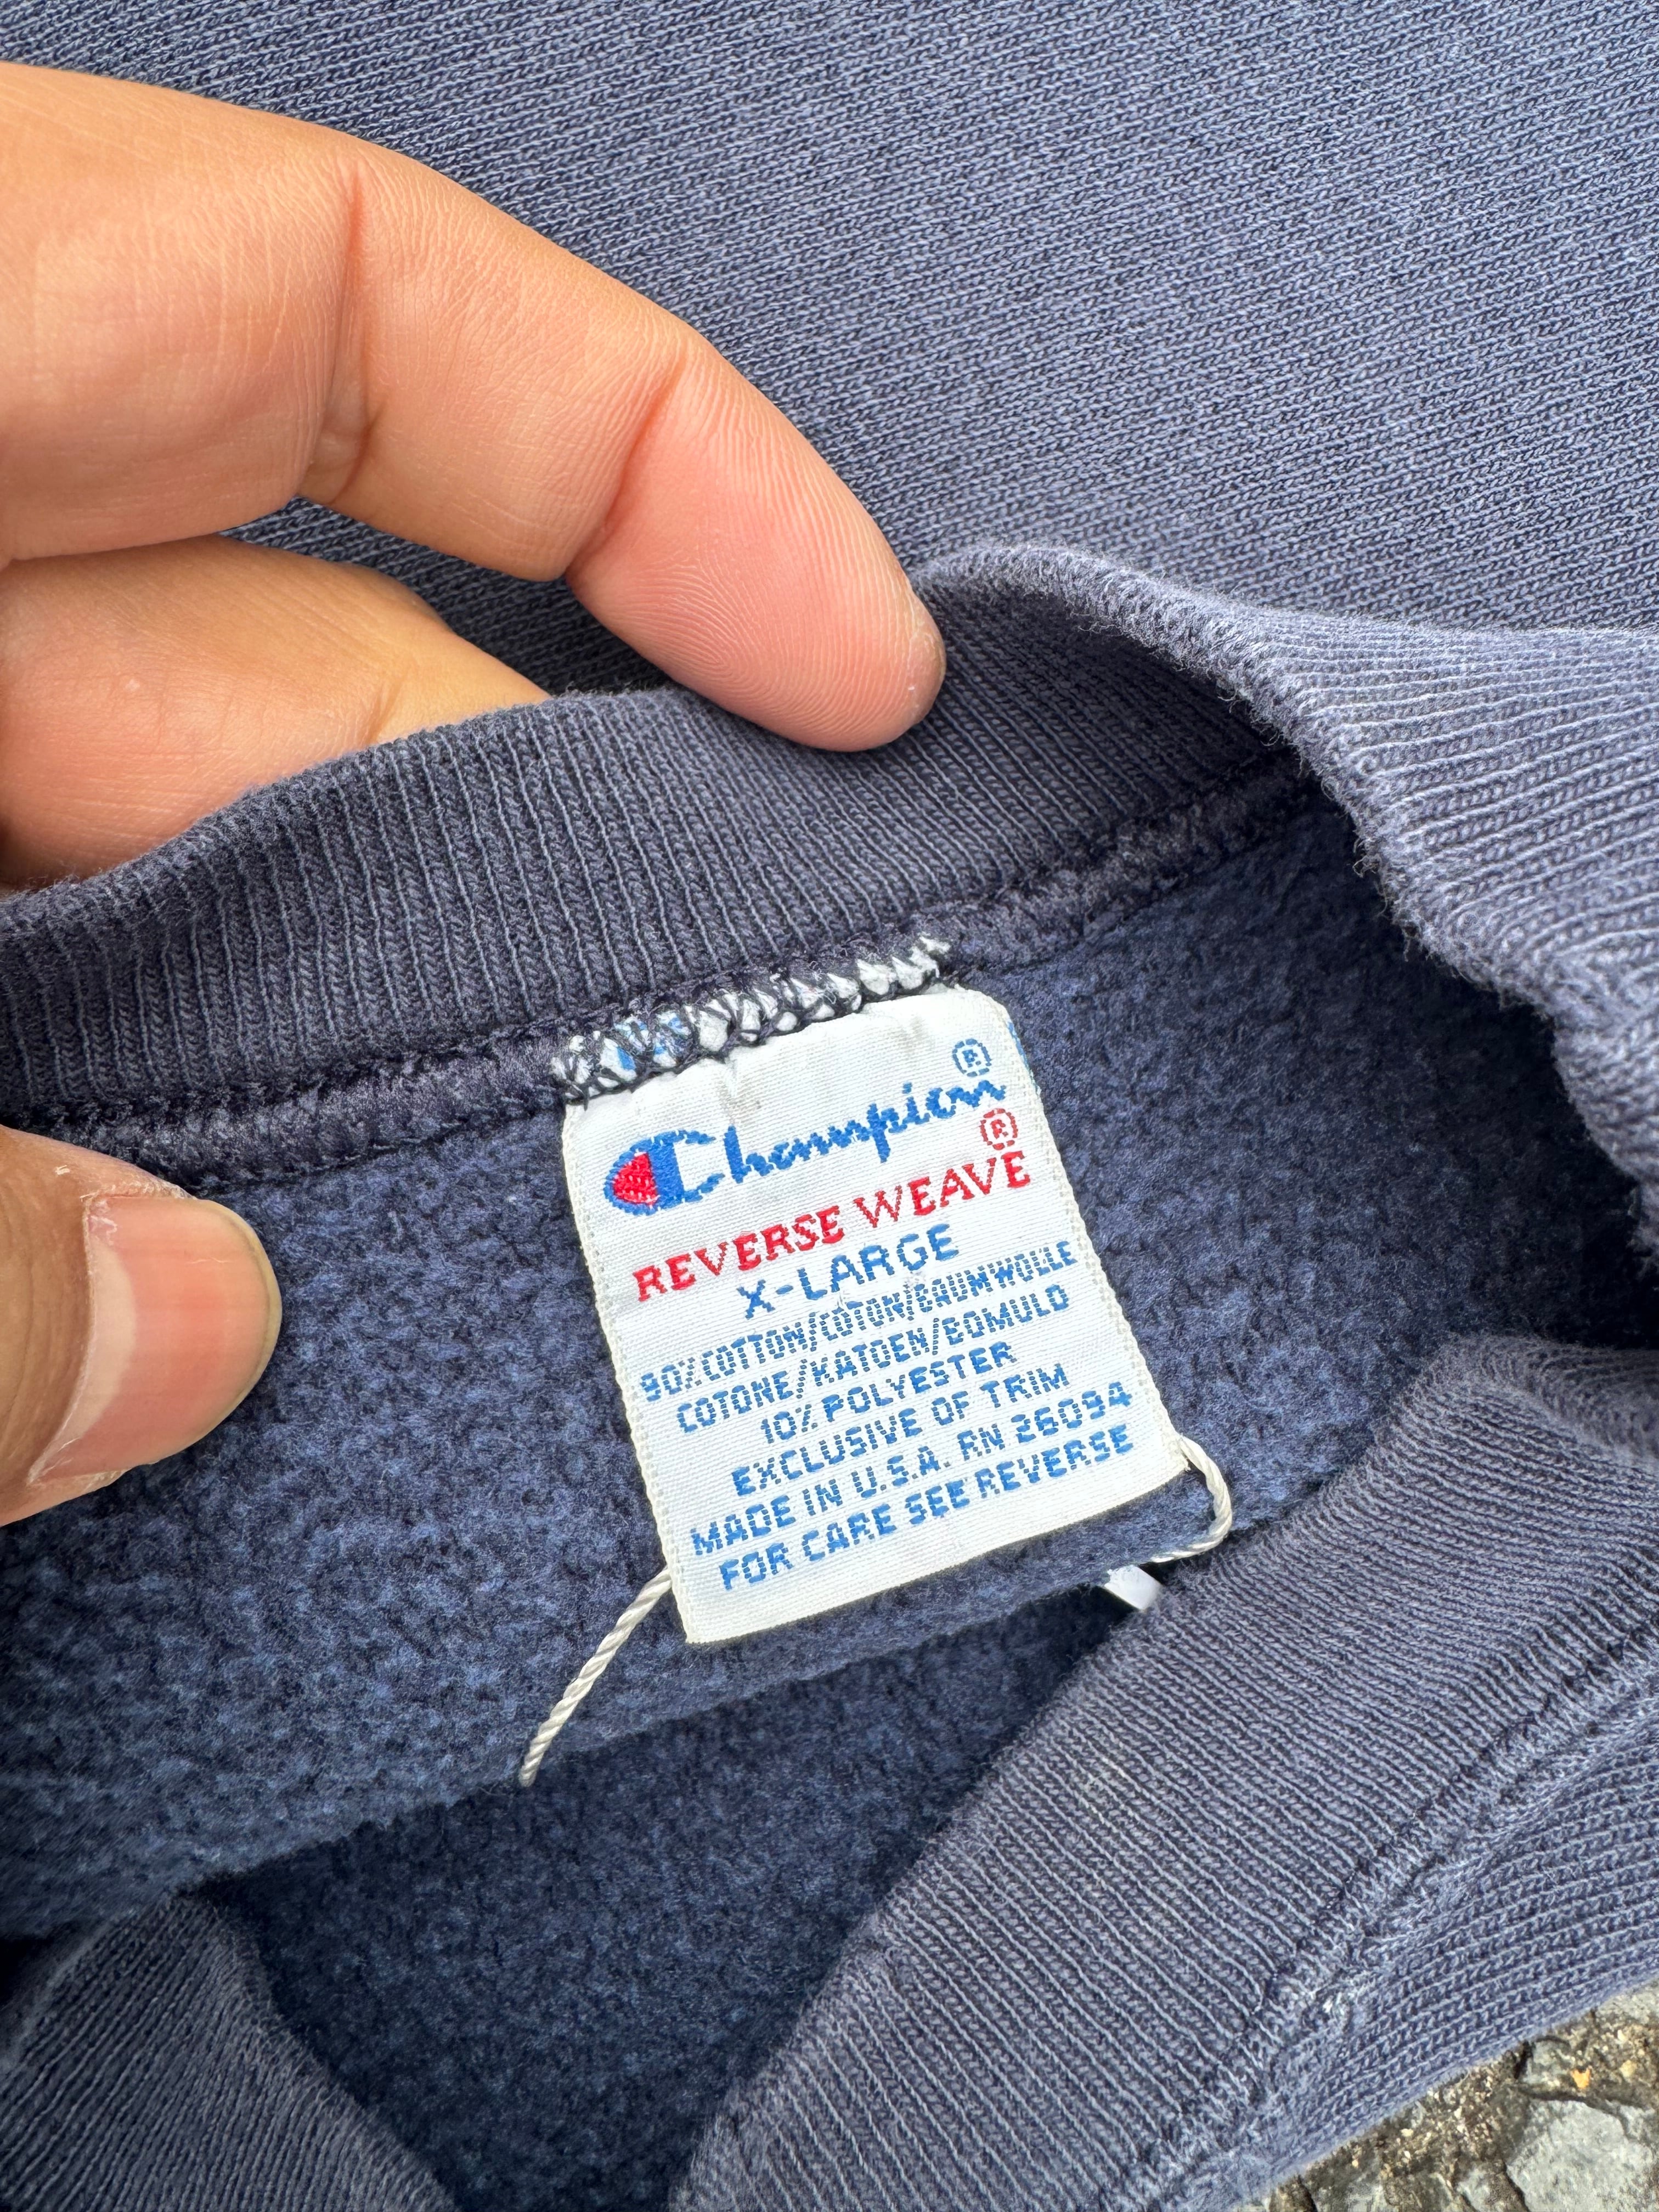 Champion®
REVERSE WEAVE®
X-LARGE
90% COTTON/COTON/BAUMWOLLE
COTONE/KATOEN/BOMULD
10% POLYESTER
EXCLUSIVE OF TRIM
MADE IN U.S.A. RN 26094
FOR CARE SEE REVERSE